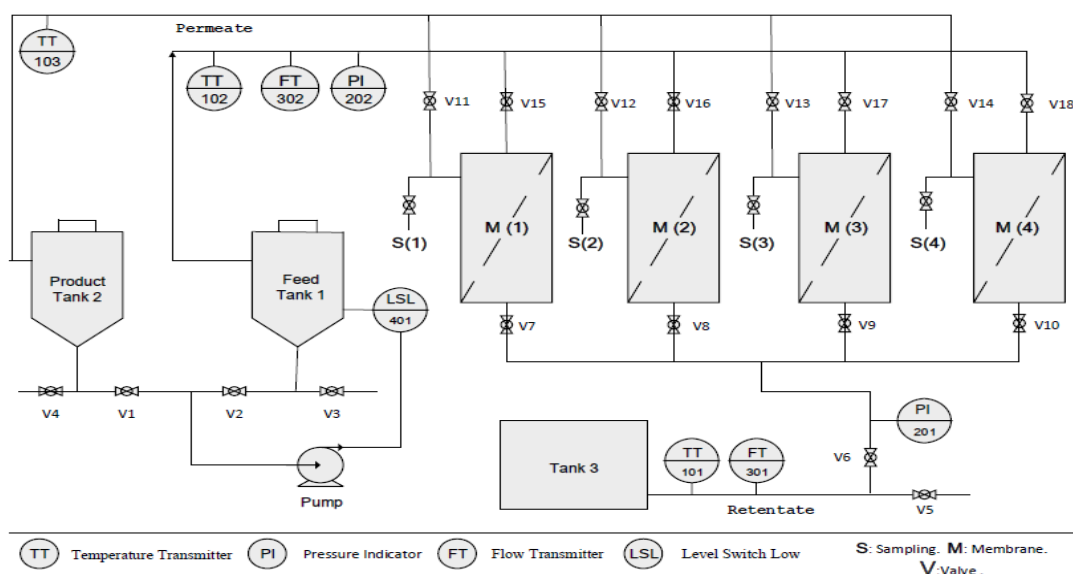 TT
103
Permeate
TT
102
FT
302
PI
202
V11
V15
V12
V16
V13
V17
V14
V18
S(1)
M (1)
S(2)
M (2)
S(3)
M (3)
S(4)
M (4)
Product
Tank 2
Feed
Tank 1
LSL
401
V7
V8
V9
V10
V4
V1
V2
V3
Pump
Tank 3
TT
101
FT
301
PI
201
V6
V5
Retentate
TT Temperature Transmitter PI Pressure Indicator FT Flow Transmitter LSL Level Switch Low S: Sampling. M: Membrane.
V:Valve .